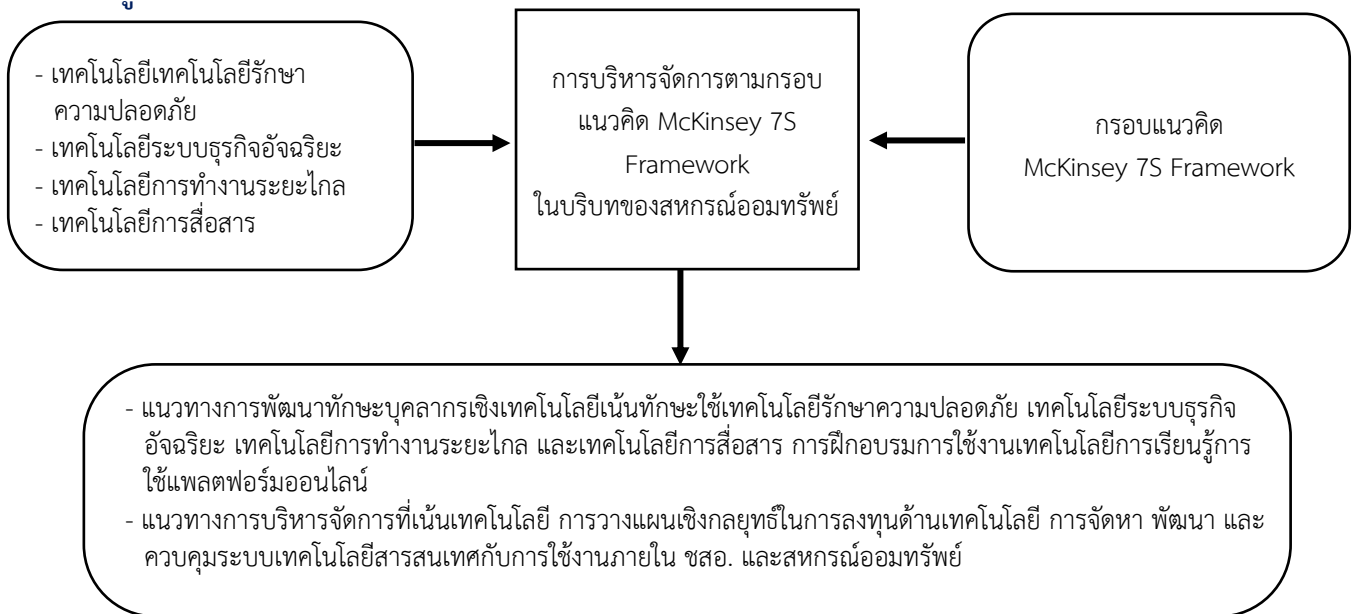 - เทคโนโลยีเทคโนโลยีรักษา
ความปลอดภัย
- เทคโนโลยีระบบธุรกิจอัจฉริยะ
- เทคโนโลยีการทำงานระยะไกล
- เทคโนโลยีการสื่อสาร
การบริหารจัดการตามกรอบ
แนวคิด McKinsey 7S
Framework
ในบริบทของสหกรณ์ออมทรัพย์
กรอบแนวคิด
McKinsey 7S Framework
- แนวทางการพัฒนาทักษะบุคลากรเชิงเทคโนโลยีเน้นทักษะใช้เทคโนโลยีรักษาความปลอดภัย เทคโนโลยีระบบธุรกิจ
อัจฉริยะ เทคโนโลยีการทำงานระยะไกล และเทคโนโลยีการสื่อสาร การฝึกอบรมการใช้งานเทคโนโลยีการเรียนรู้การ
ใช้แพลตฟอร์มออนไลน์
- แนวทางการบริหารจัดการที่เน้นเทคโนโลยี การวางแผนเชิงกลยุทธ์ในการลงทุนด้านเทคโนโลยี การจัดหา พัฒนา และ
ควบคุมระบบเทคโนโลยีสารสนเทศกับการใช้งานภายใน ชสอ. และสหกรณ์ออมทรัพย์